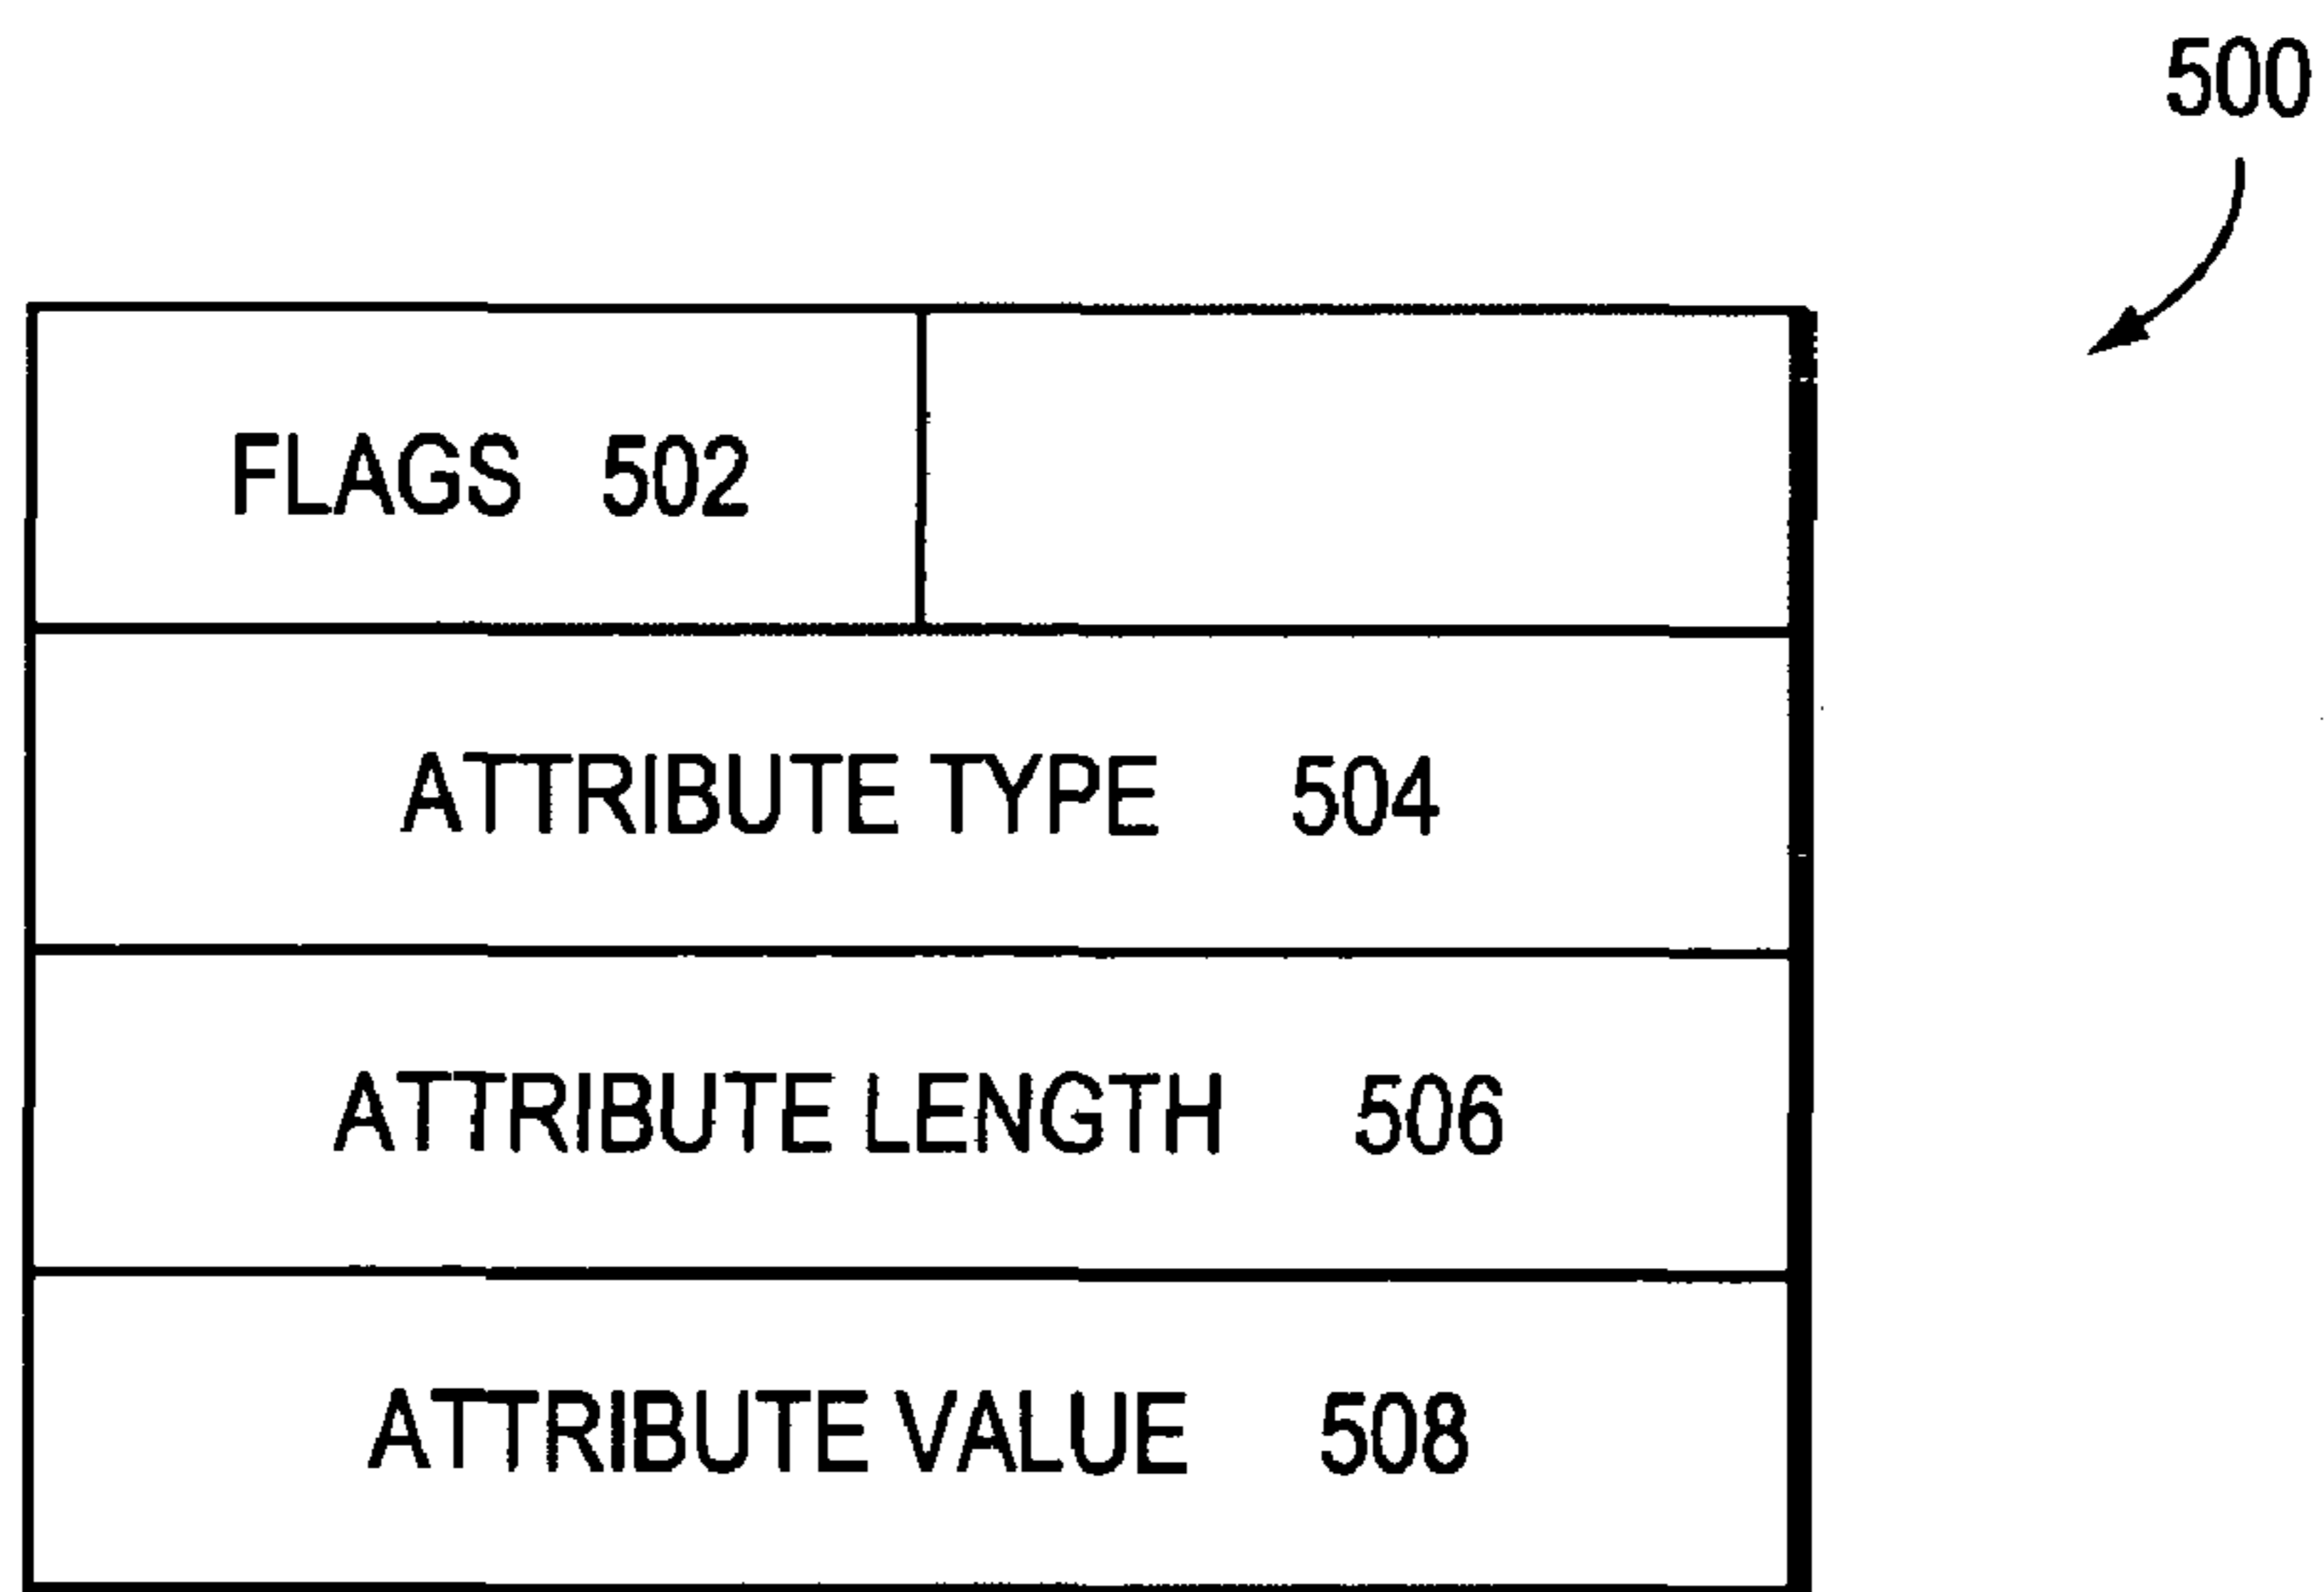 500
FLAGS 502
ATTRIBUTE TYPE 504
ATTRIBUTE LENGTH 506
ATTRIBUTE VALUE 508